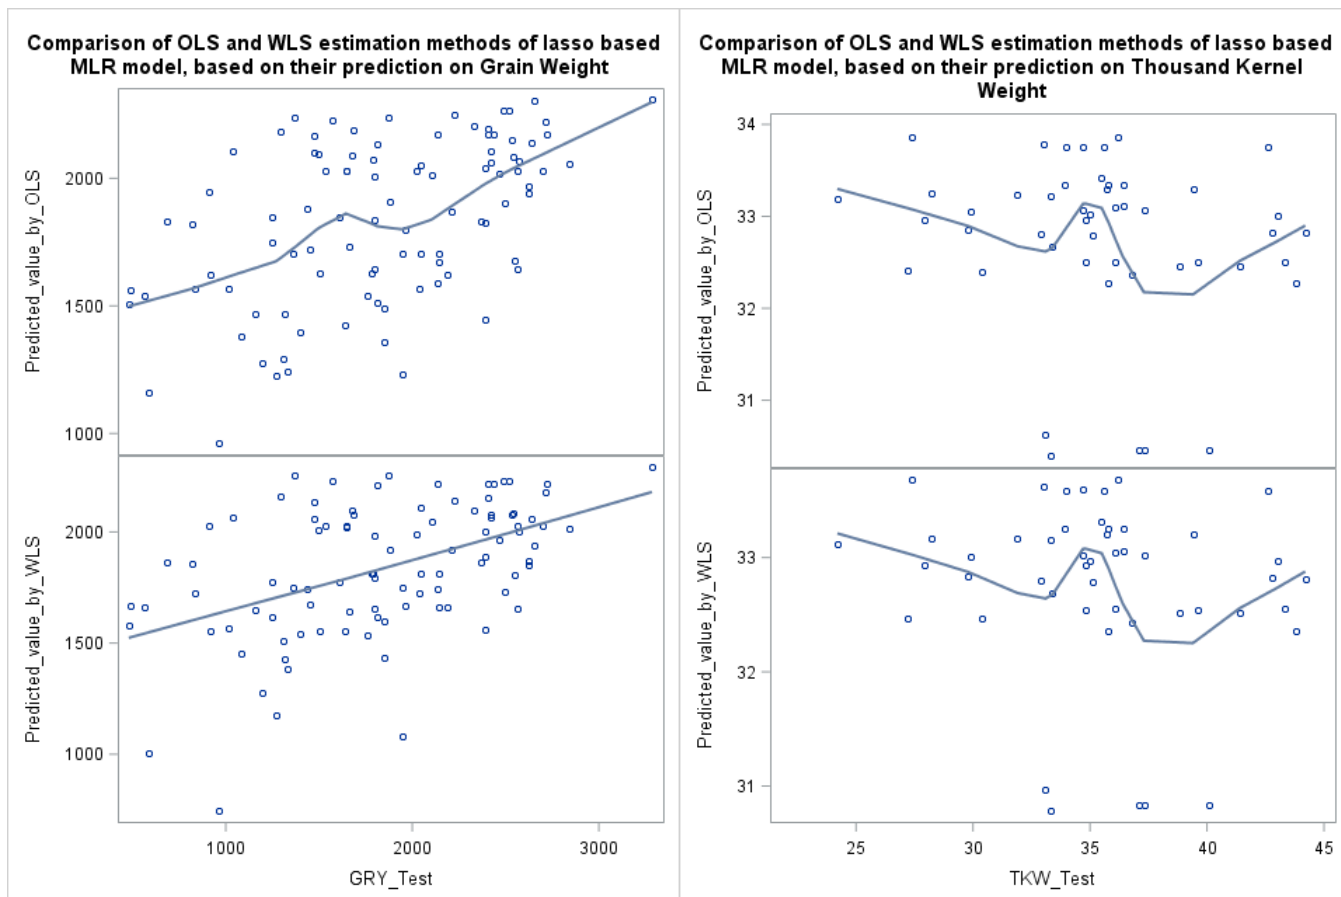 Comparison of OLS and WLS estimation methods of lasso based
MLR model, based on their prediction on Grain Weight
Predicted_value_by_OLS
2000
1500
1000
Predicted_value_by_WLS
2000
1500
1000
1000 2000 3000
GRY_Test
Comparison of OLS and WLS estimation methods of lasso based
MLR model, based on their prediction on Thousand Kernel
Weight
Predicted_value_by_OLS
34
33
32
31
Predicted_value_by_WLS
33
32
31
25 30 35 40 45
TKW_Test